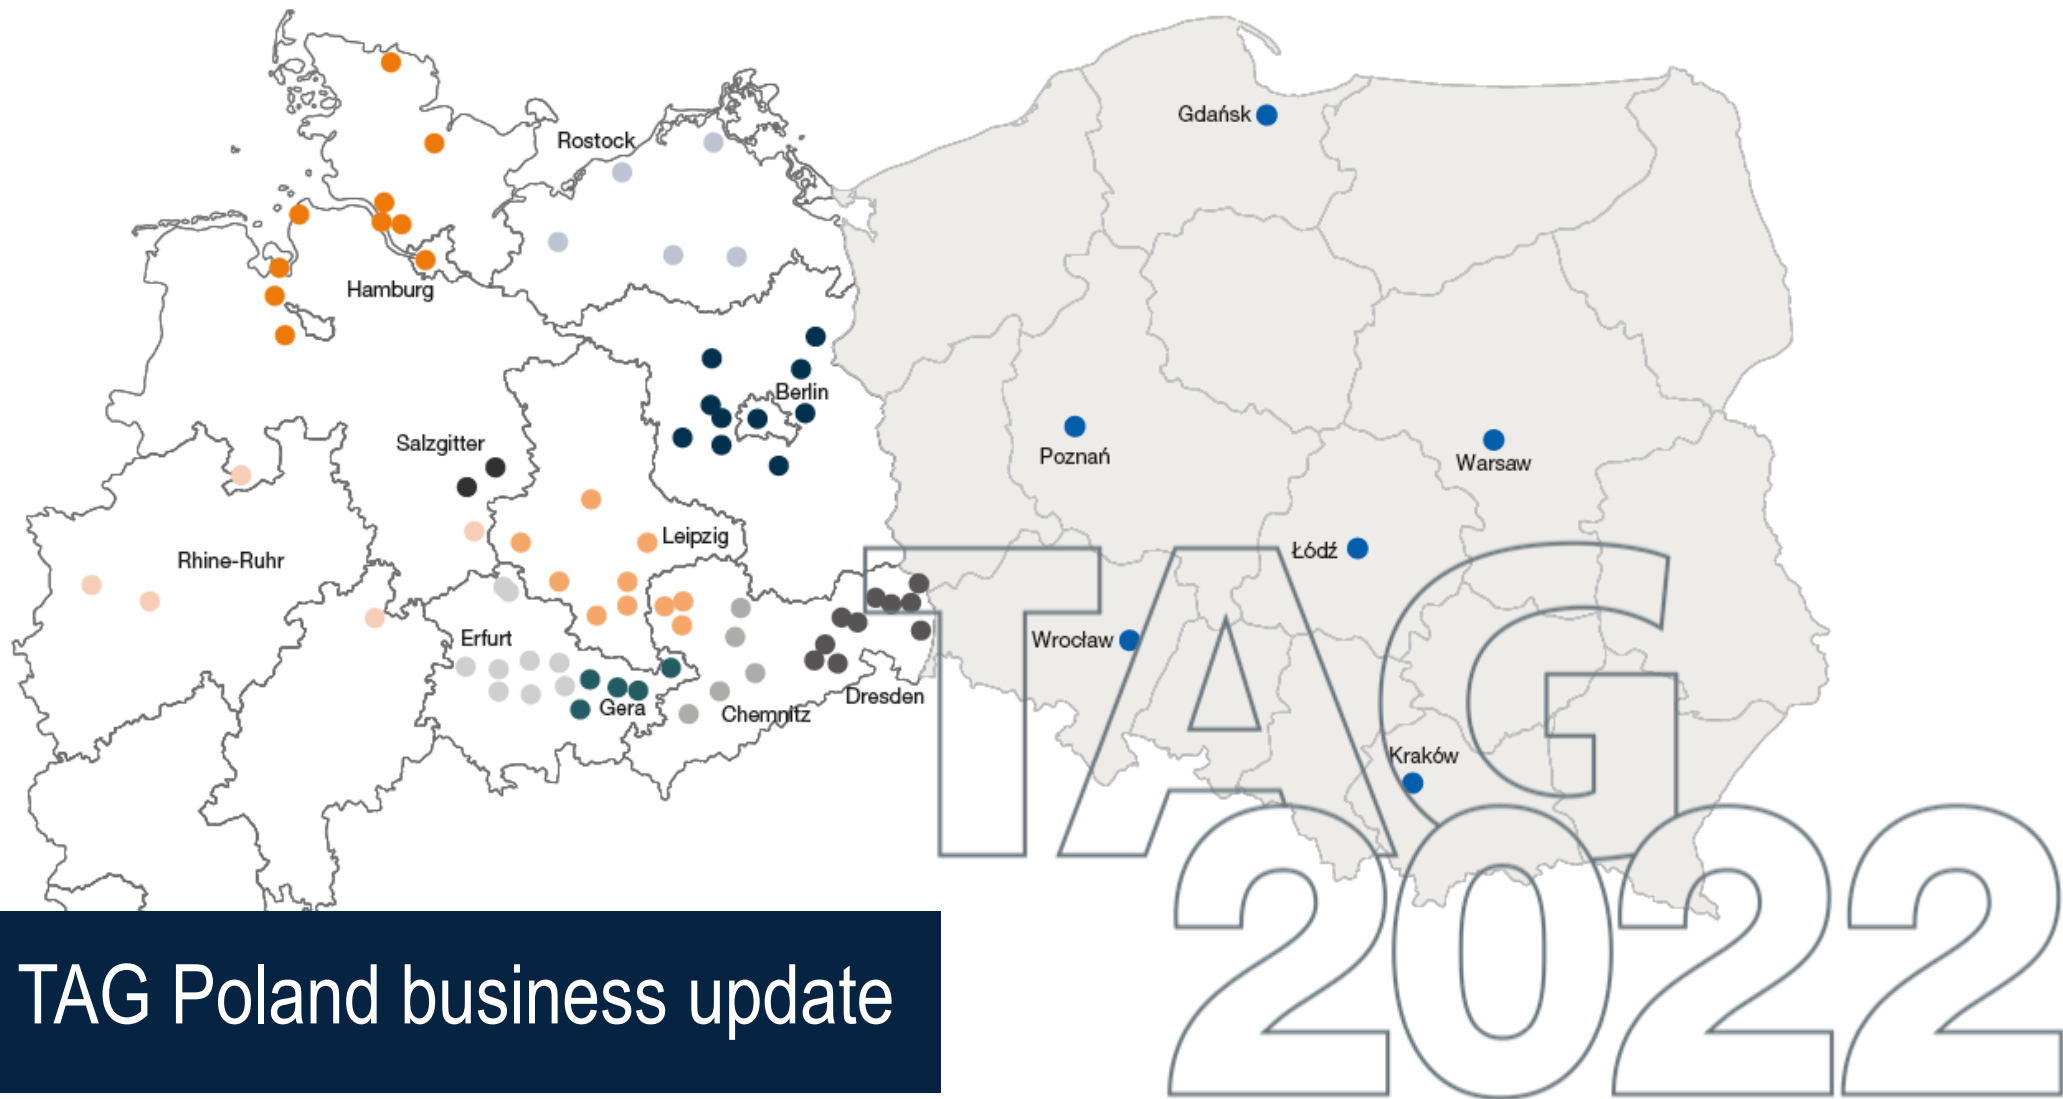 Gdańsk
Rostock
Hamburg
Berlin
Salzgitter
Poznań
Warsaw
Leipzig
Łódź
Rhine-Ruhr
Erfurt
Wrocław
Dresden
Gera
Chemnitz
Kraków
TAG
2022
TAG Poland business update